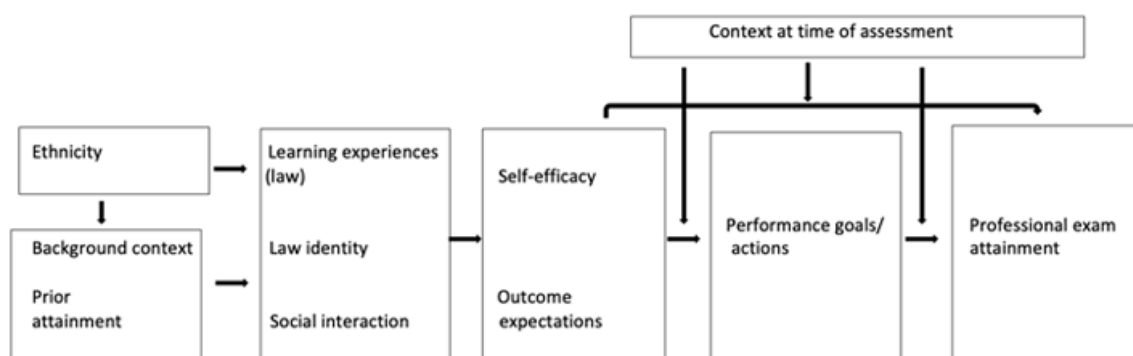 Context at time of assessment
Ethnicity
Background context
Prior
attainment
Learning experiences
(law)
Law identity
Social interaction
Self-efficacy
Outcome
expectations
Performance goals/
actions
Professional exam
attainment